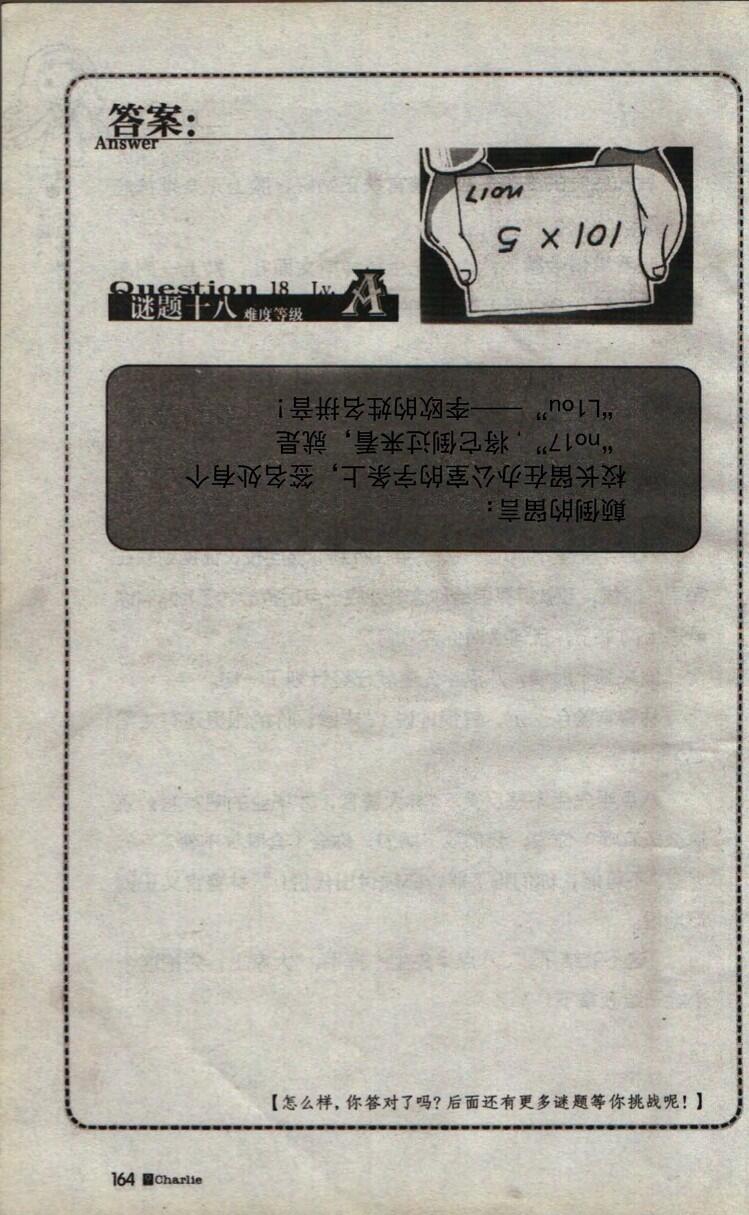 答案：
Answer
no17
101 × 5
Question 18 Lv. A
谜题十八 难度等级
颠倒的留言：
校长留在办公室的字条上，签名处有个
“no17”，将它倒过来看，就是
“L1ou”——李欧的姓名拼音！
【怎么样，你答对了吗？后面还有更多谜题等你挑战呢！】
164 Charlie